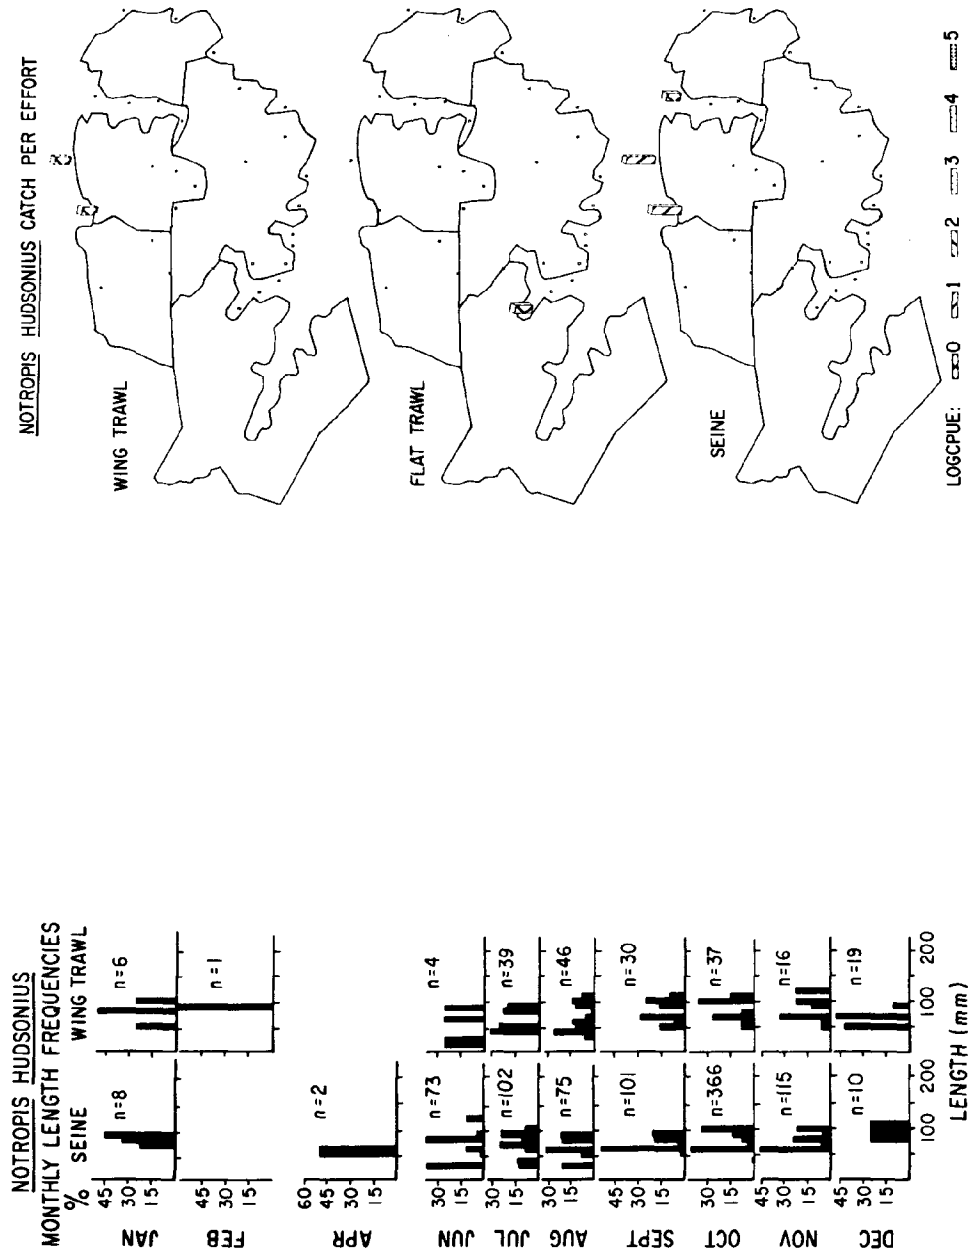 NOTROPIS HUDSONIUS
MONTHLY LENGTH FREQUENCIES
% SEINE WING TRAWL
JAN 45 30 15 n=8 n=6
FEB 45 30 15 n=1
APR 60 45 30 15 n=2
JUN 30 15 n=73 n=4
JUL 30 15 n=102 n=39
AUG 30 15 n=75 n=46
SEPT 45 30 15 n=101 n=30
OCT 30 15 n=366 n=37
NOV 45 30 15 n=115 n=16
DEC 45 30 15 n=10 n=19
100 200 100 200
LENGTH (mm)
NOTROPIS HUDSONIUS CATCH PER EFFORT
WING TRAWL
FLAT TRAWL
SEINE
LOGCPUE: 0 1 2 3 4 5